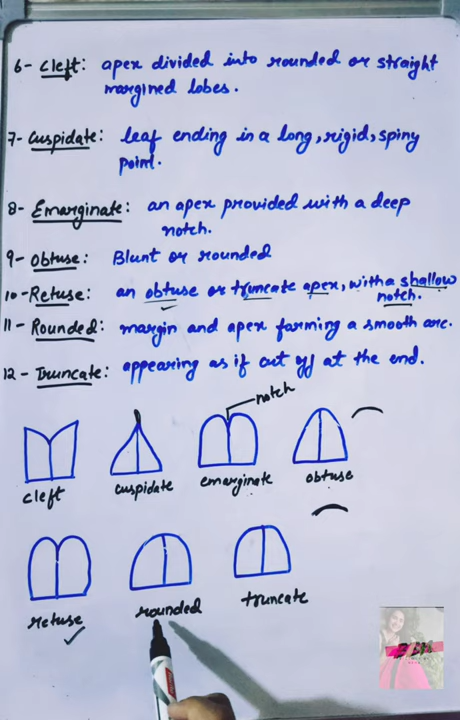 6- Cleft: apex divided into rounded or straight
margined lobes.
7- Cuspidate: leaf ending in a long, rigid, spiny
point.
8- Emarginate: an apex provided with a deep
notch.
9- Obtuse: Blunt or rounded
10- Retuse: an obtuse or truncate apex, with a shallow
notch.
11- Rounded: margin and apex forming a smooth arc.
12- Truncate: appearing as if cut off at the end.
notch
cleft cuspidate emarginate obtuse
retuse rounded truncate